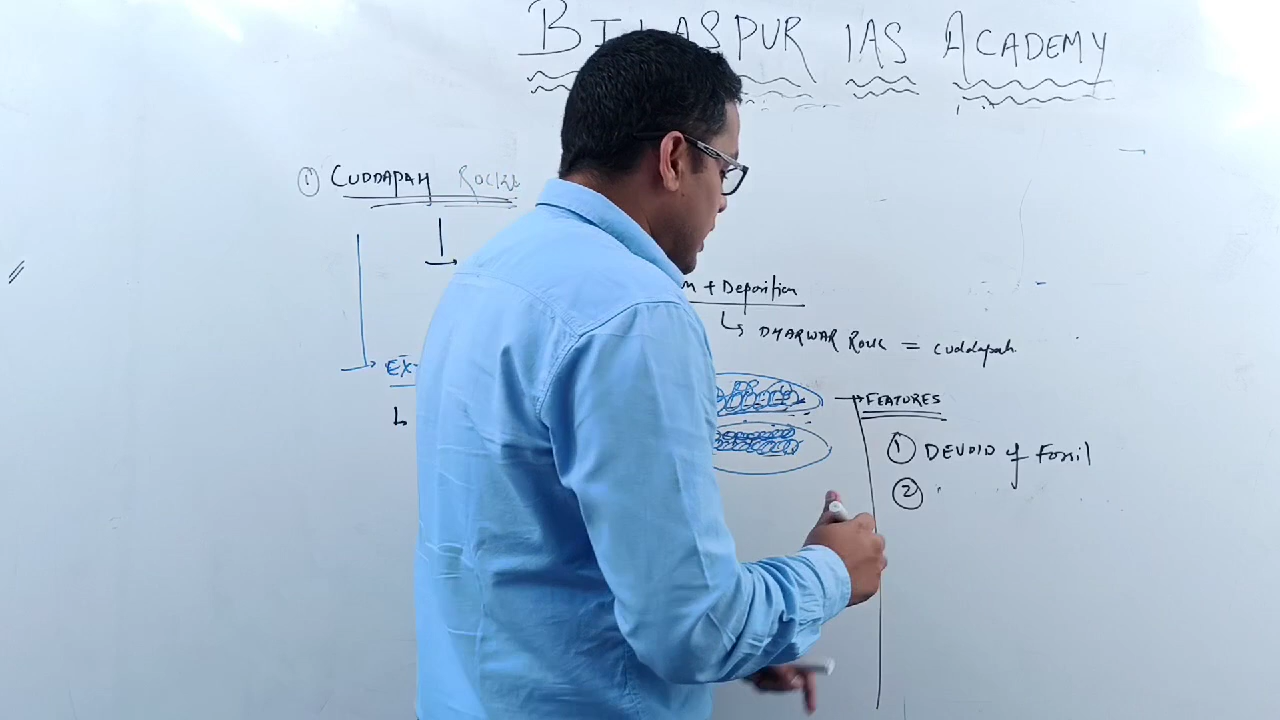 BILASPUR IAS ACADEMY
① CUDDAPAH ROCKS
+ Deposition
DHARWAR Rock = cuddapah
EX
FEATURES
① DEVOID of Fossil
②